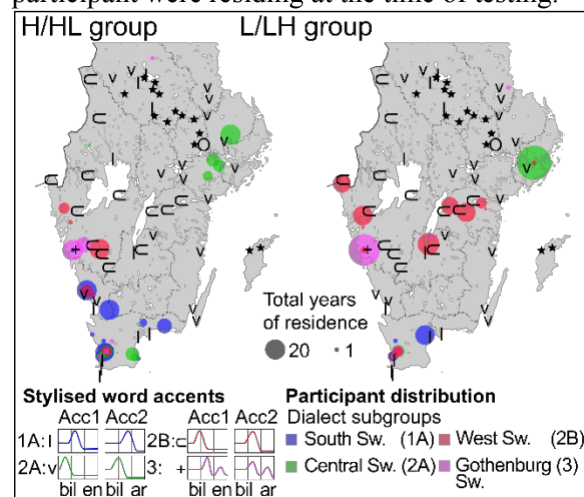 participant were residing at the time of testing.
H/HL group L/LH group
Total years
of residence
20 1
Stylised word accents
Acc1 Acc2 Acc1 Acc2
1A:I 2B:⊂
2A:v 3: +
bil en bil ar bil en bil ar
Participant distribution
Dialect subgroups
South Sw. (1A) West Sw. (2B)
Central Sw. (2A) Gothenburg (3)
Sw.